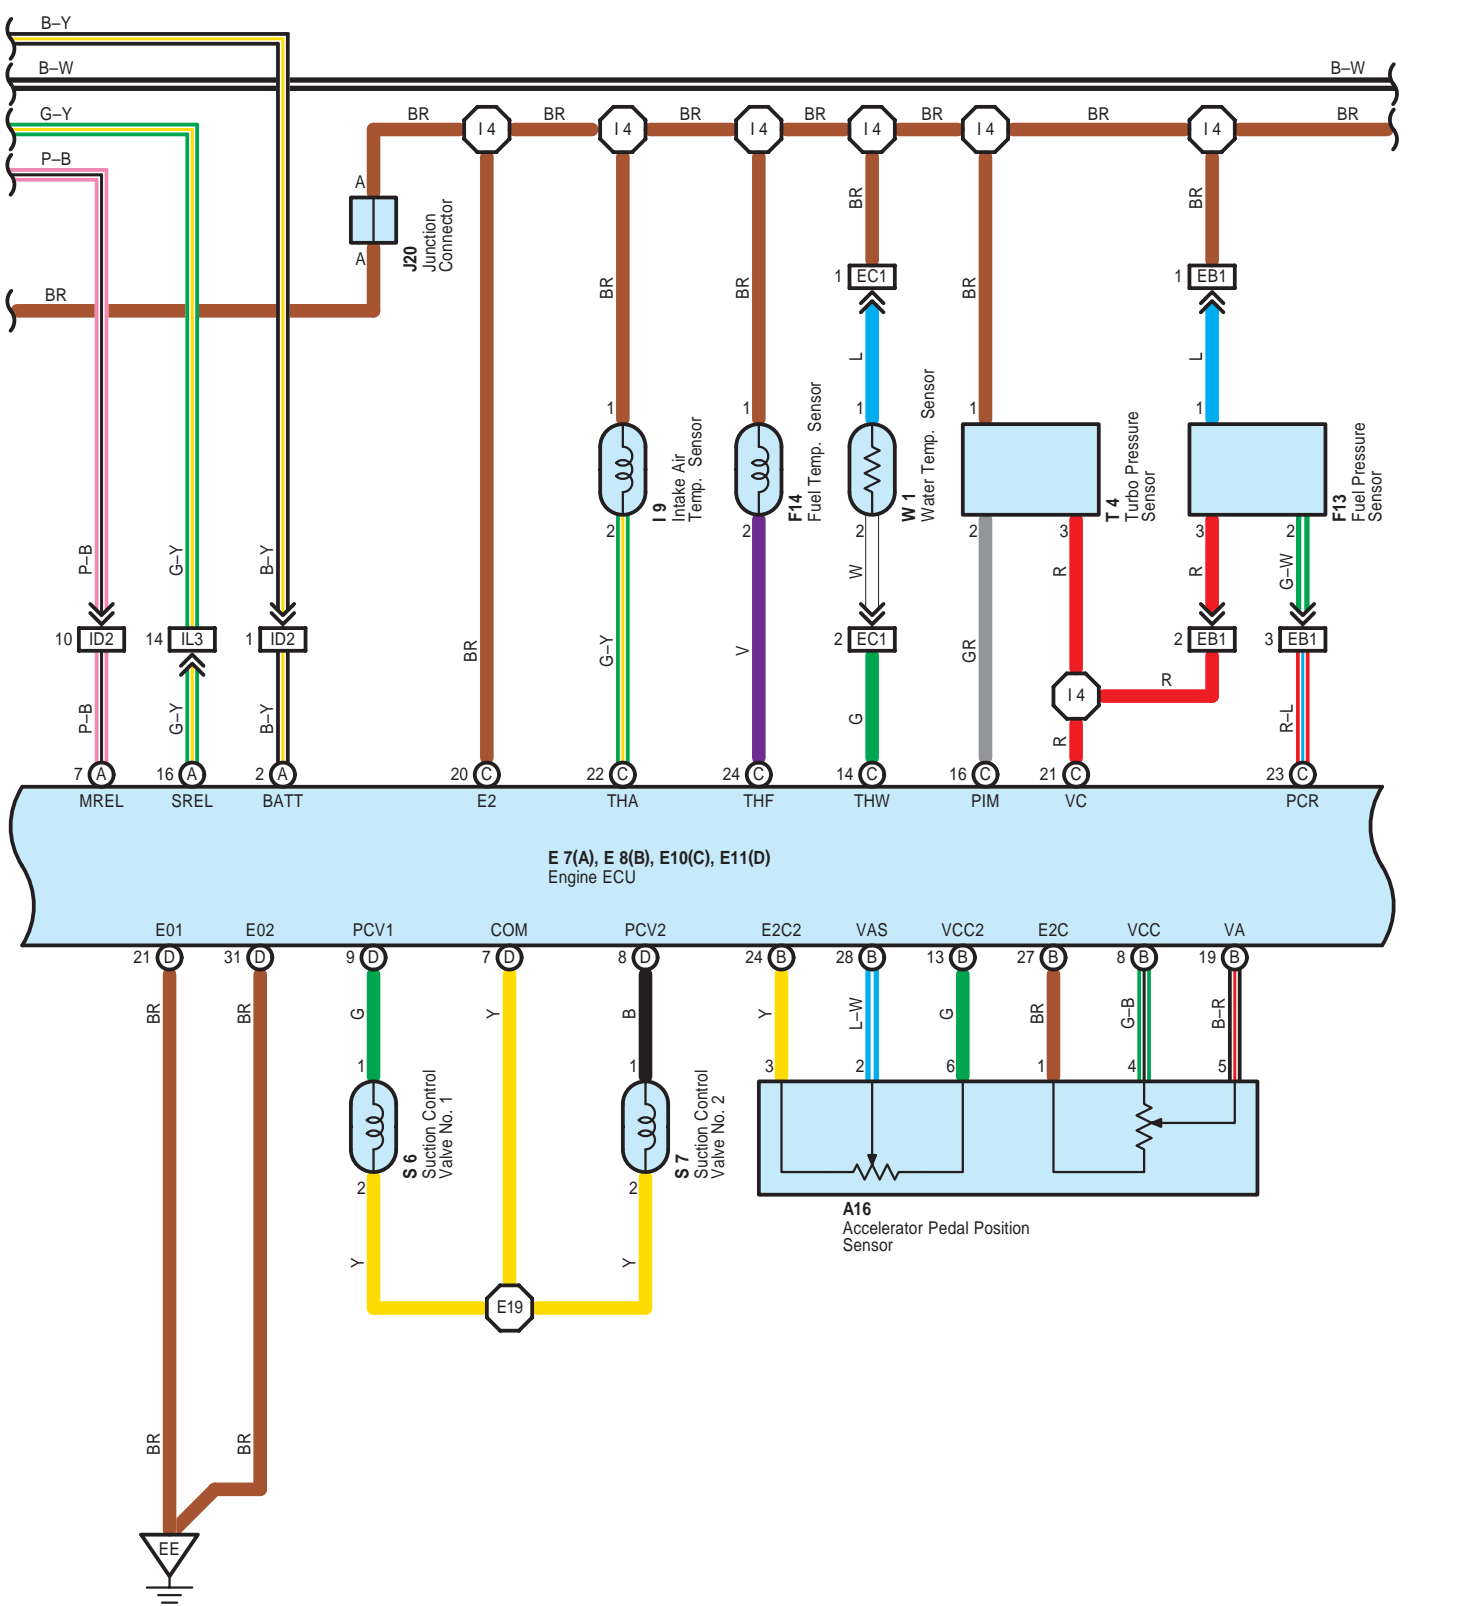 B–Y
B–W
B–W
G–Y
BR
BR
BR
BR
BR
BR
BR
I 4
I 4
I 4
I 4
I 4
I 4
P–B
A
BR
BR
J20
Junction
Connector
A
1
EC1
1
EB1
BR
BR
BR
BR
L
L
1
1
1
1
1
I 9
Intake Air
Temp. Sensor
F14
Fuel Temp. Sensor
W 1
Water Temp. Sensor
T 4
Turbo Pressure
Sensor
F13
Fuel Pressure
Sensor
2
2
2
2
3
3
2
P–B
G–Y
B–Y
W
R
R
G–W
10
ID2
14
IL3
1
ID2
2
EC1
2
EB1
3
EB1
BR
G–Y
V
GR
R
I 4
P–B
G–Y
B–Y
G
R
R–L
7
A
16
A
2
A
20
C
22
C
24
C
14
C
16
C
21
C
23
C
MREL
SREL
BATT
E2
THA
THF
THW
PIM
VC
PCR
E 7(A), E 8(B), E10(C), E11(D)
Engine ECU
E01
E02
PCV1
COM
PCV2
E2C2
VAS
VCC2
E2C
VCC
VA
21
D
31
D
9
D
7
D
8
D
24
B
28
B
13
B
27
B
8
B
19
B
BR
BR
G
Y
B
Y
L–W
G
BR
G–B
B–R
1
1
3
2
6
1
4
5
S 6
Suction Control
Valve No. 1
S 7
Suction Control
Valve No. 2
2
2
A16
Accelerator Pedal Position
Sensor
Y
Y
E19
BR
BR
EE